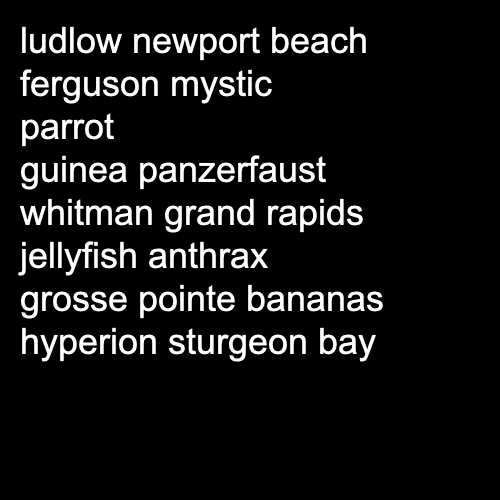 ludlow newport beach
ferguson mystic
parrot
guinea panzerfaust
whitman grand rapids
jellyfish anthrax
grosse pointe bananas
hyperion sturgeon bay